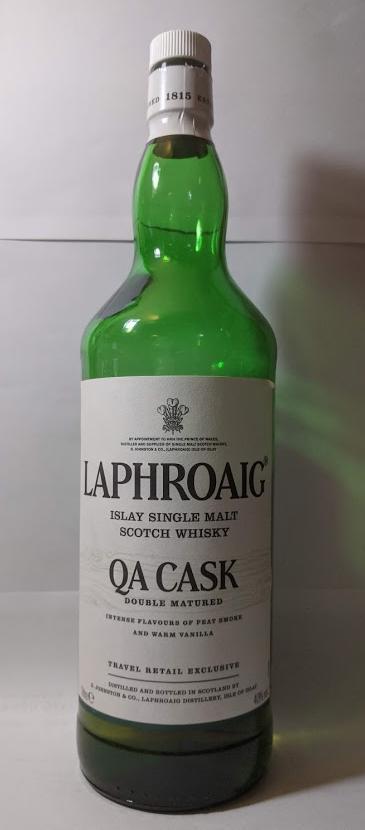 1815
BY APPOINTMENT TO HRH THE PRINCE OF WALES,
DISTILLER AND SUPPLIER OF SINGLE MALT SCOTCH WHISKY,
D. JOHNSTON & CO., (LAPHROAIG) ISLE OF ISLAY
LAPHROAIG®
ISLAY SINGLE MALT
SCOTCH WHISKY
QA CASK
DOUBLE MATURED
INTENSE FLAVOURS OF PEAT SMOKE
AND WARM VANILLA
TRAVEL RETAIL EXCLUSIVE
DISTILLED AND BOTTLED IN SCOTLAND BY
D. JOHNSTON & CO., LAPHROAIG DISTILLERY, ISLE OF ISLAY